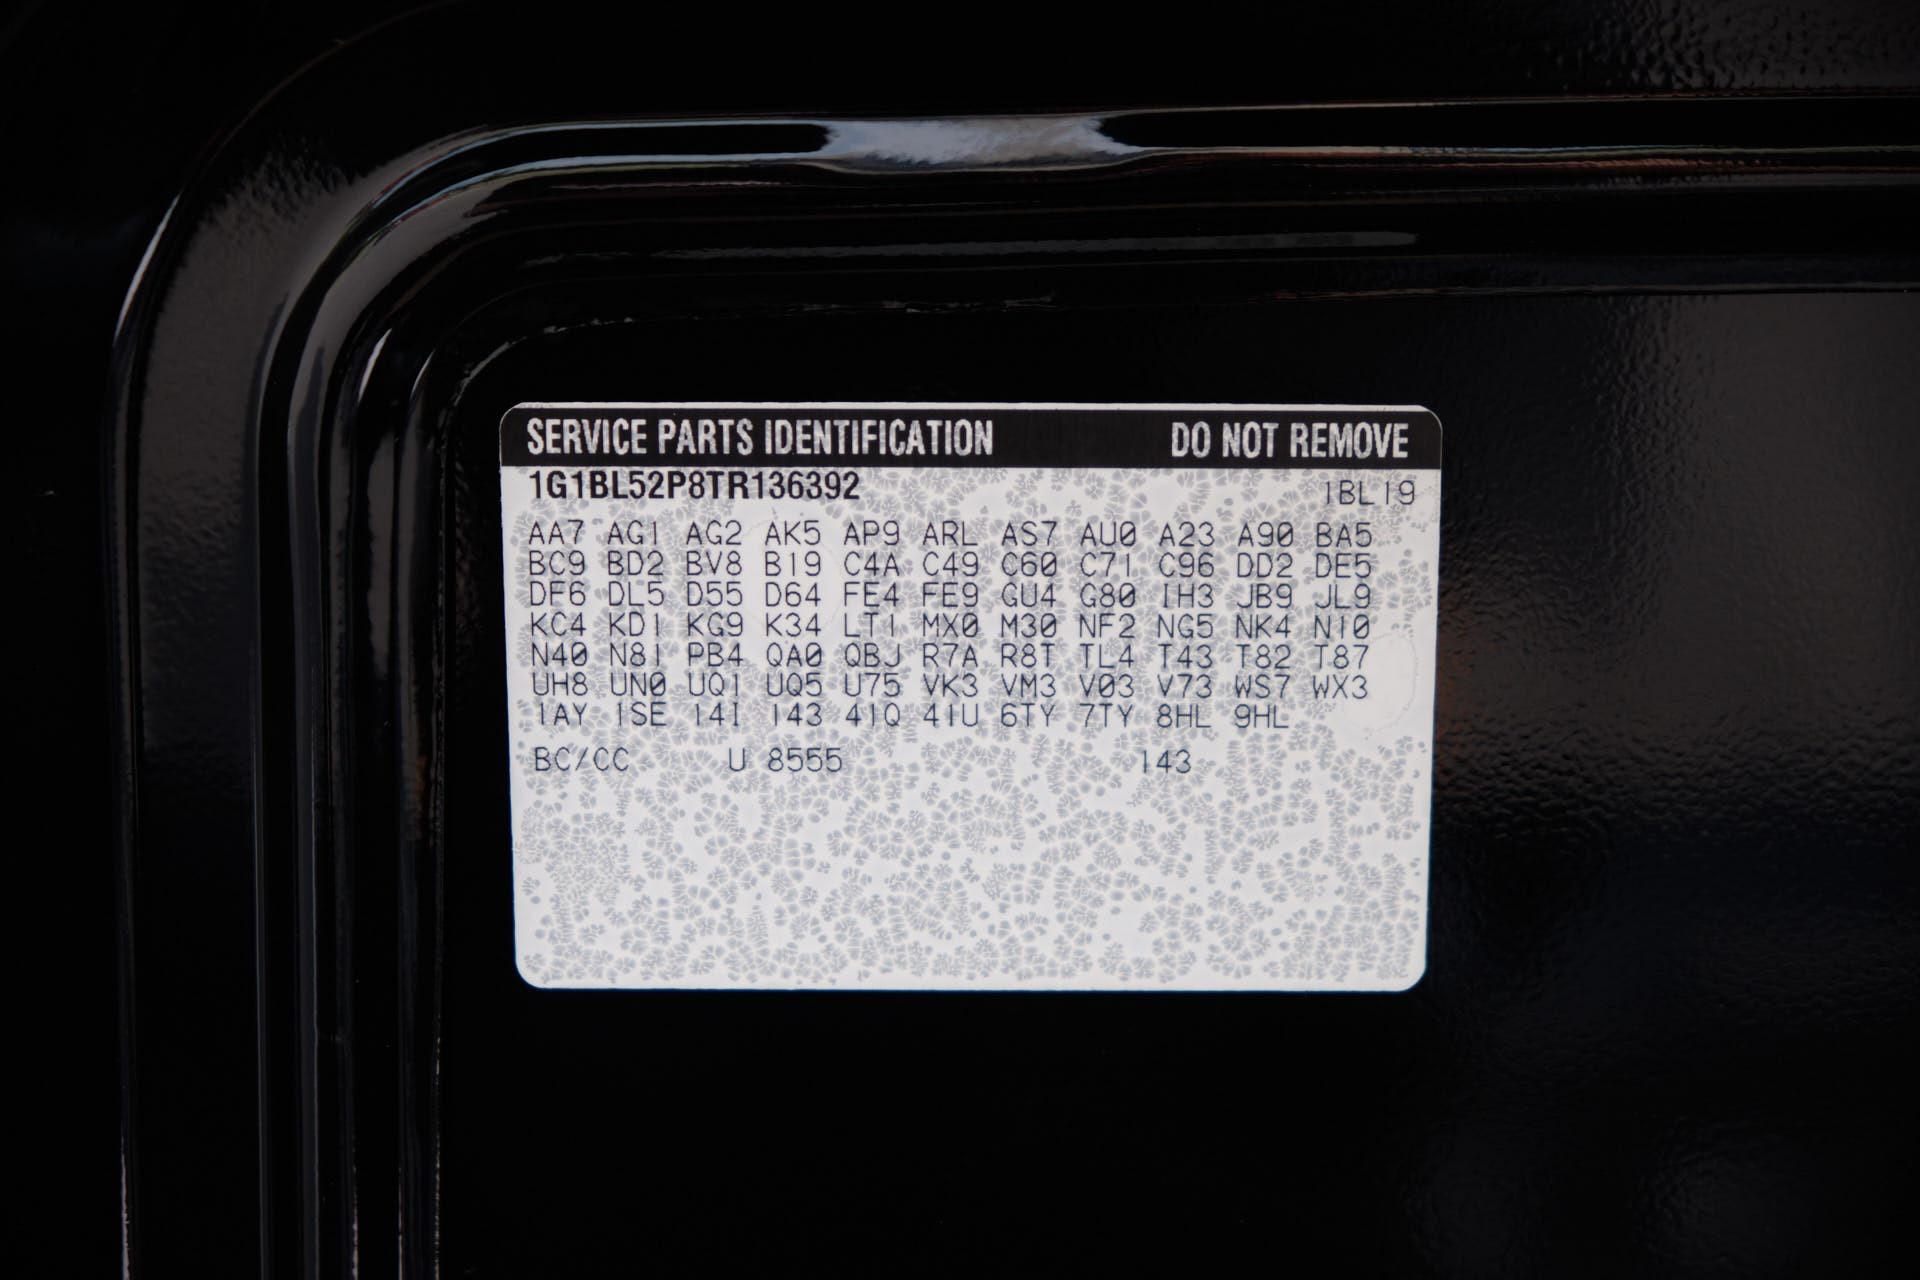 SERVICE PARTS IDENTIFICATION DO NOT REMOVE
1G1BL52P8TR136392 1BL19
AA7 AG1 AG2 AK5 AP9 ARL AS7 AU0 A23 A90 BA5
BC9 BD2 BV8 B19 C4A C49 C60 C71 C96 DD2 DE5
DF6 DL5 D55 D64 FE4 FE9 GU4 G80 IH3 JB9 JL9
KC4 KD1 KG9 K34 LT1 MX0 M30 NF2 NG5 NK4 N10
N40 N81 PB4 QA0 QBJ R7A R8T TL4 T43 T82 T87
UH8 UN0 UQ1 UQ5 U75 VK3 VM3 V03 V73 WS7 WX3
1AY 1SE 14I 143 41Q 41U 6TY 7TY 8HL 9HL
BC/CC U 8555 143